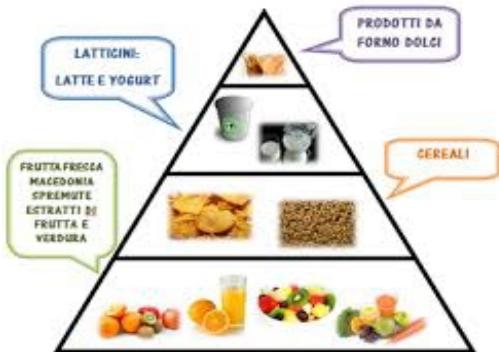 PRODOTTI DA
FORNO DOLCI
LATTICINI:
LATTE E YOGURT
CEREALI
FRUTTA FRESCA
MACEDONIA
SPREMUTE
ESTRATTI DI
FRUTTA E
VERDURA